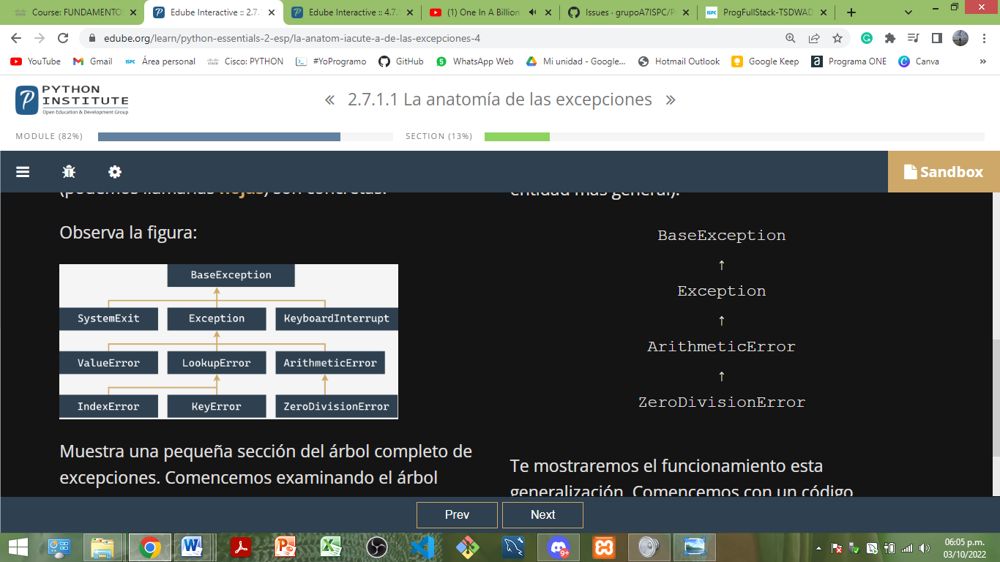 Course: FUNDAMENTO
Edube Interactive :: 2.7.
Edube Interactive :: 4.7.
(1) One In A Billion
Issues · grupoA7ISPC/P
ISPC
ProgFullStack-TSDWAD
edube.org/learn/python-essentials-2-esp/la-anatom-iacute-a-de-las-excepciones-4
YouTube
Gmail
ISPC
Área personal
Cisco: PYTHON
#YoProgramo
GitHub
5
WhatsApp Web
Mi unidad - Google...
Hotmail Outlook
Google Keep
a
Programa ONE
C
Canva
»
PYTHON
INSTITUTE
Open Education & Development Group
« 2.7.1.1 La anatomía de las excepciones »
MODULE (82%)
SECTION (13%)
Sandbox
(podemos llamarlas hojas) son concretas.
Observa la figura:
BaseException
SystemExit
Exception
KeyboardInterrupt
ValueError
LookupError
ArithmeticError
IndexError
KeyError
ZeroDivisionError
Muestra una pequeña sección del árbol completo de
excepciones. Comencemos examinando el árbol
entidad más general).
BaseException
↑
Exception
↑
ArithmeticError
↑
ZeroDivisionError
Te mostraremos el funcionamiento esta
generalización. Comencemos con un código
Prev
Next
9+
06:05 p.m.
03/10/2022